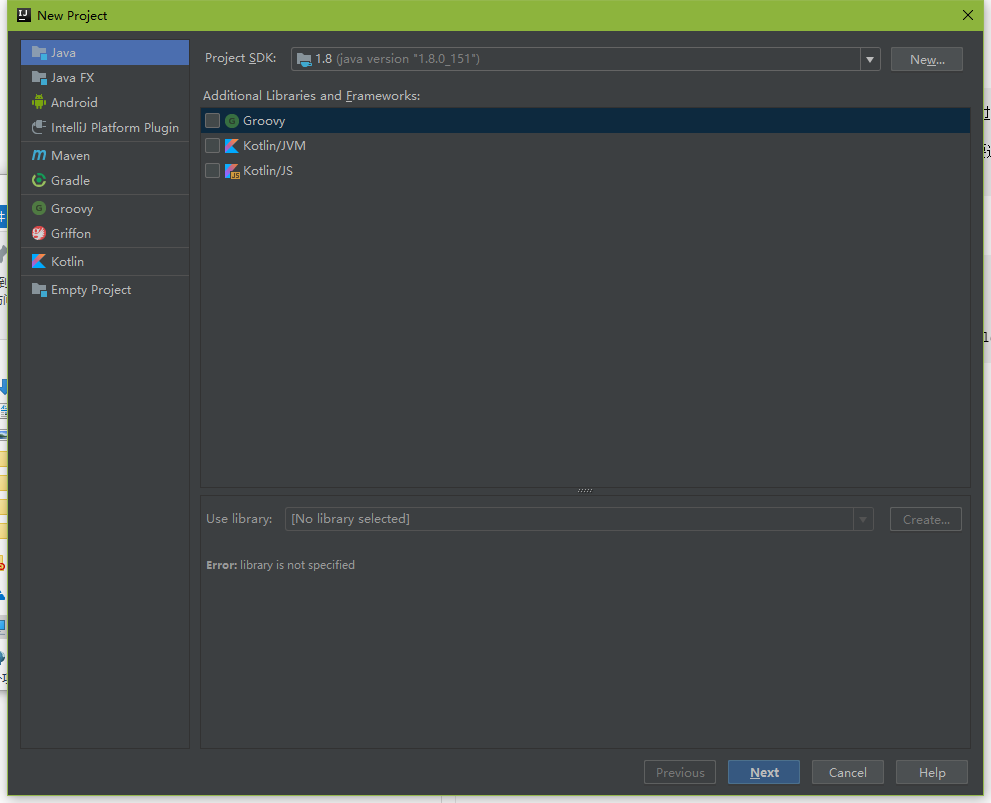 New Project
Java
Java FX
Android
IntelliJ Platform Plugin
Maven
Gradle
Groovy
Griffon
Kotlin
Empty Project
Project SDK: 1.8 (java version "1.8.0_151") New...
Additional Libraries and Frameworks:
Groovy
Kotlin/JVM
Kotlin/JS
Use library: [No library selected] Create...
Error: library is not specified
Previous Next Cancel Help